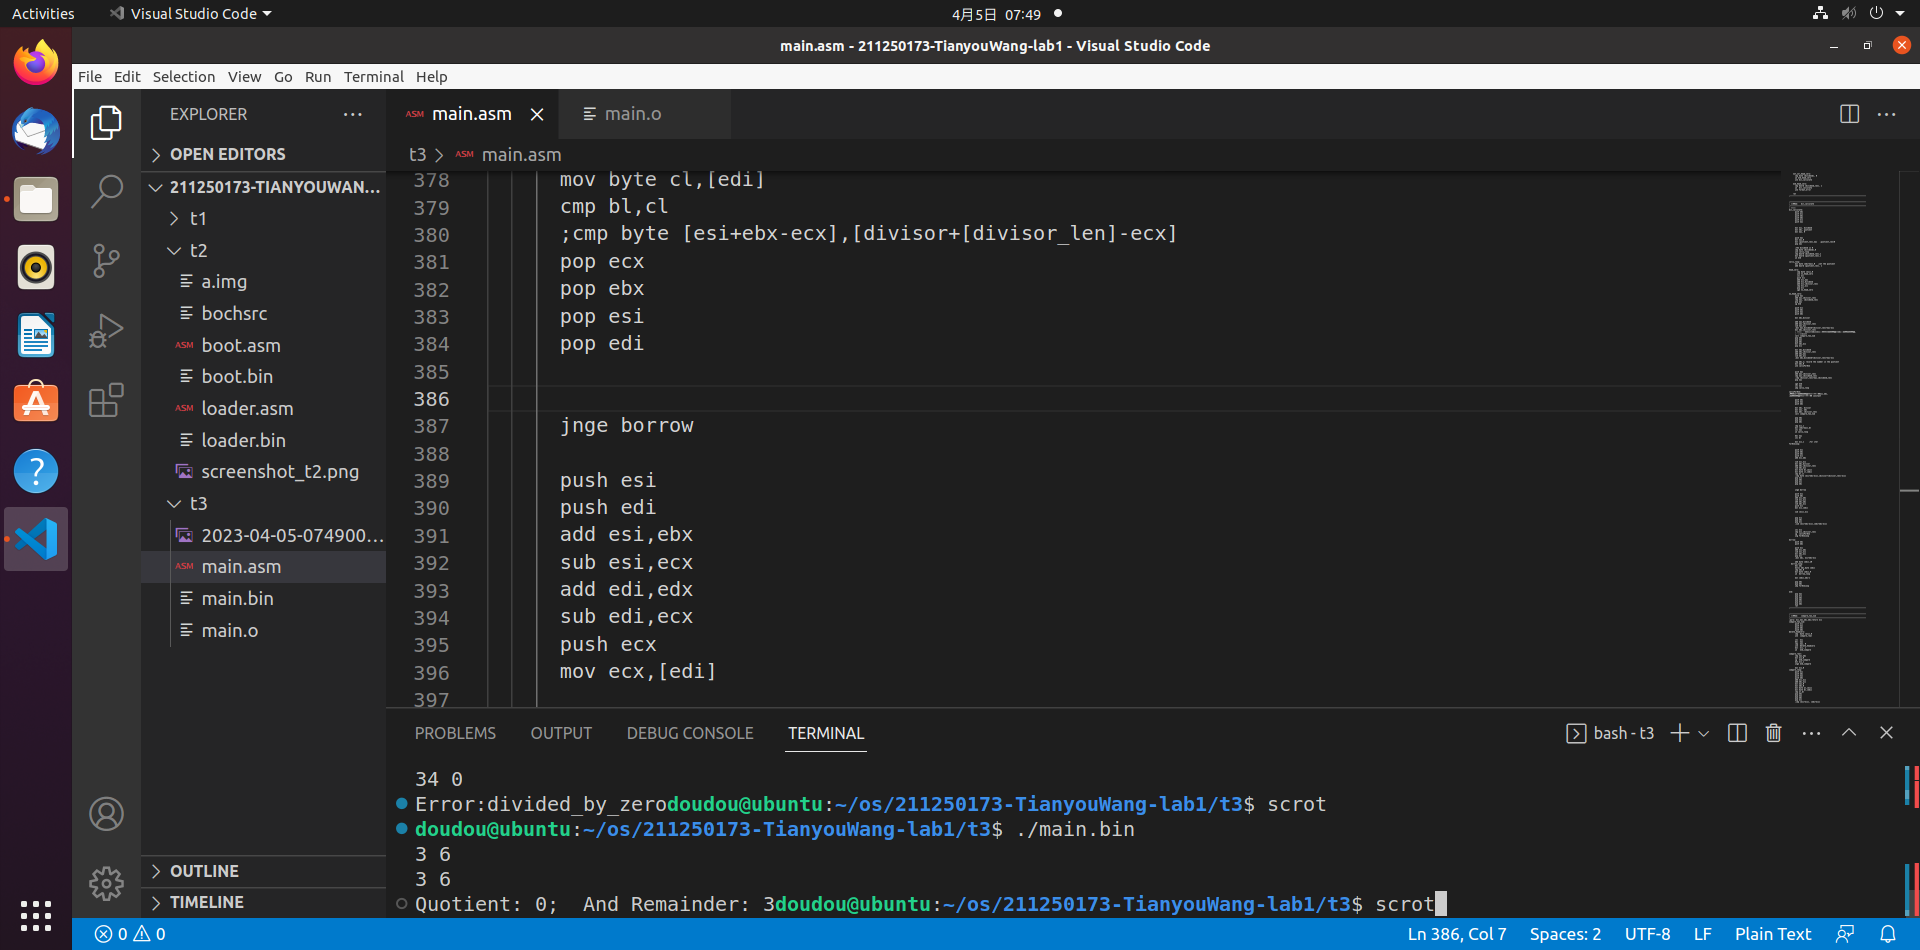 Activities
Visual Studio Code
4月5日 07:49
main.asm - 211250173-TianyouWang-lab1 - Visual Studio Code
File Edit Selection View Go Run Terminal Help
EXPLORER
OPEN EDITORS
211250173-TIANYOUWAN...
t1
t2
a.img
bochsrc
ASM boot.asm
boot.bin
ASM loader.asm
loader.bin
screenshot_t2.png
t3
2023-04-05-074900...
ASM main.asm
main.bin
main.o
OUTLINE
TIMELINE
ASM main.asm
main.o
t3 > ASM main.asm
378 mov byte cl,[edi]
379 cmp bl,cl
380 ;cmp byte [esi+ebx-ecx],[divisor+[divisor_len]-ecx]
381 pop ecx
382 pop ebx
383 pop esi
384 pop edi
385
386
387 jnge borrow
388
389 push esi
390 push edi
391 add esi,ebx
392 sub esi,ecx
393 add edi,edx
394 sub edi,ecx
395 push ecx
396 mov ecx,[edi]
397
PROBLEMS OUTPUT DEBUG CONSOLE TERMINAL
bash - t3
34 0
Error:divided_by_zerodoudou@ubuntu:~/os/211250173-TianyouWang-lab1/t3$ scrot
doudou@ubuntu:~/os/211250173-TianyouWang-lab1/t3$ ./main.bin
3 6
3 6
Quotient: 0;  And Remainder: 3doudou@ubuntu:~/os/211250173-TianyouWang-lab1/t3$ scrot
0 0
Ln 386, Col 7 Spaces: 2 UTF-8 LF Plain Text